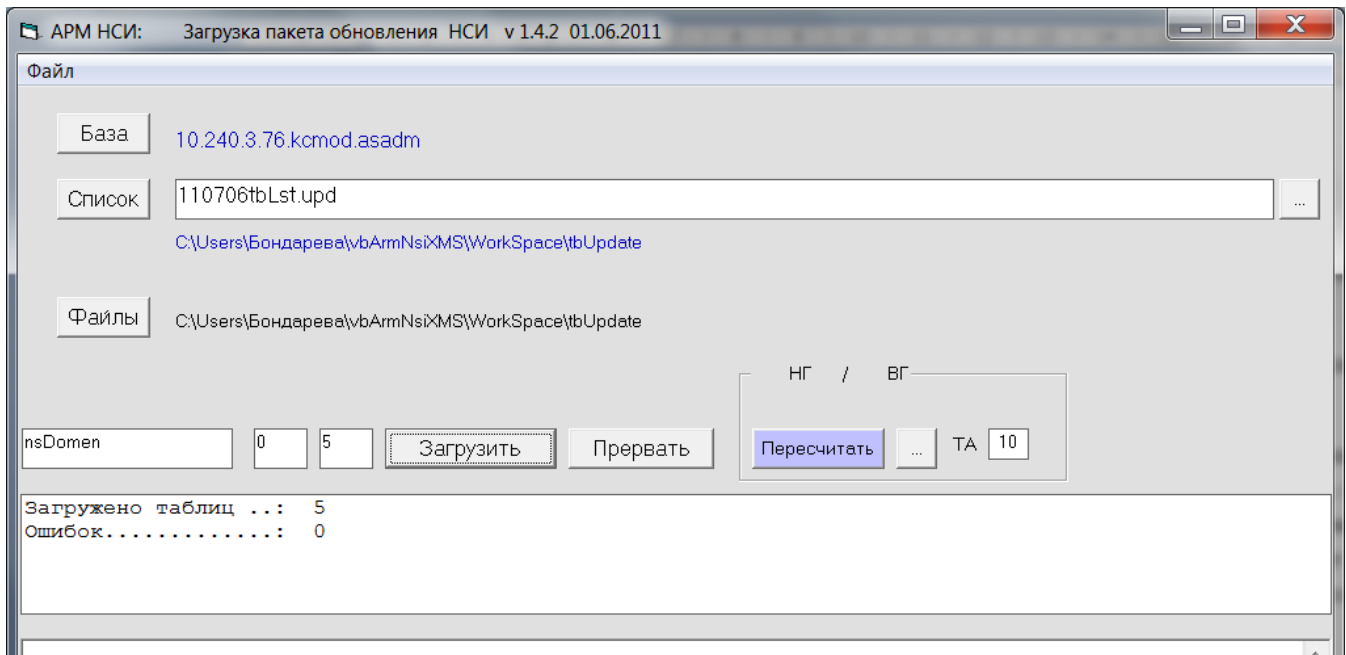 АРМ НСИ: Загрузка пакета обновления НСИ v 1.4.2 01.06.2011
Файл
База 10.240.3.76.kcmod.asadm
Список 110706tbLst.upd ...
C:\Users\Бондарева\vbArmNsiXMS\WorkSpace\tbUpdate
Файлы C:\Users\Бондарева\vbArmNsiXMS\WorkSpace\tbUpdate
НГ / ВГ
nsDomen 0 5 Загрузить Прервать Пересчитать ... ТА 10
Загружено таблиц ..: 5
Ошибок.............: 0